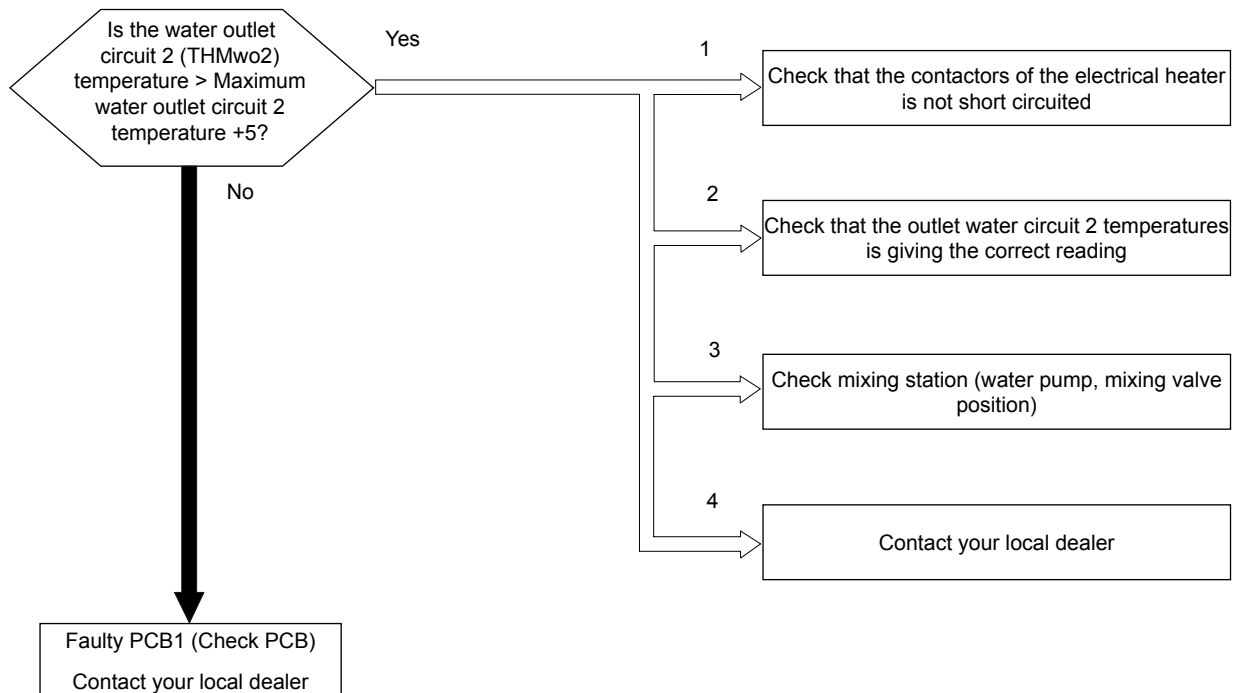 Is the water outlet
circuit 2 (THMwo2)
temperature > Maximum
water outlet circuit 2
temperature +5?
Yes
No
1
Check that the contactors of the electrical heater
is not short circuited
2
Check that the outlet water circuit 2 temperatures
is giving the correct reading
3
Check mixing station (water pump, mixing valve
position)
4
Contact your local dealer
Faulty PCB1 (Check PCB)
Contact your local dealer